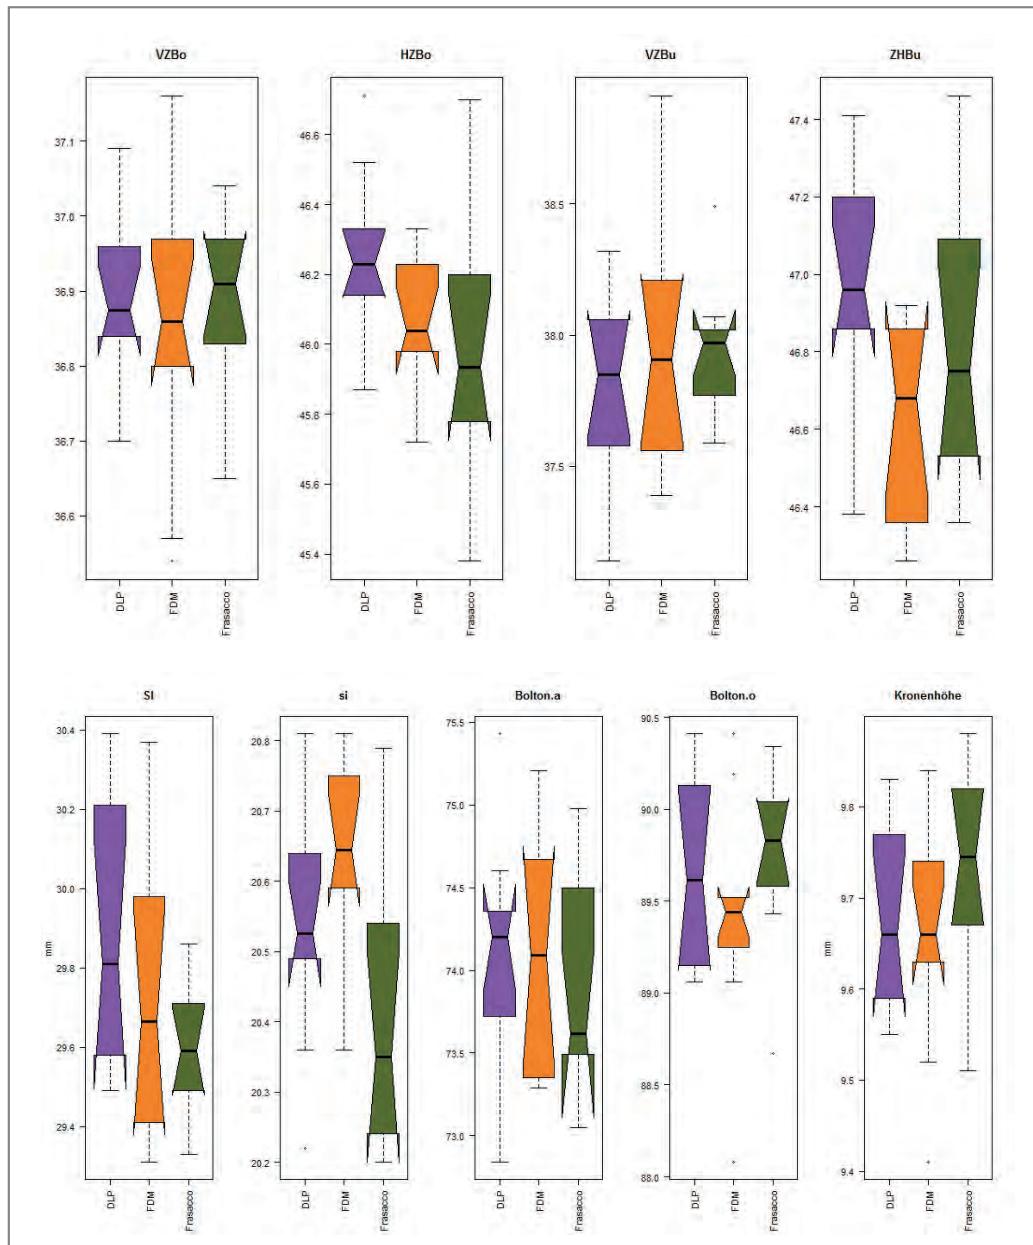 VZBo
HZBo
VZBu
ZHBu
37.1
37.0
36.9
36.8
36.7
36.6
46.6
46.4
46.2
46.0
45.8
45.6
45.4
38.5
38.0
37.5
47.4
47.2
47.0
46.8
46.6
46.4
DLP
FDM
Frasacco
DLP
FDM
Frasacco
DLP
FDM
Frasacco
DLP
FDM
Frasacco
SI
si
Bolton.a
Bolton.o
Kronenhöhe
mm
30.4
30.2
30.0
29.8
29.6
29.4
20.8
20.7
20.6
20.5
20.4
20.3
20.2
75.5
75.0
74.5
74.0
73.5
73.0
90.5
90.0
89.5
89.0
88.5
88.0
mm
9.8
9.7
9.6
9.5
9.4
DLP
FDM
Frasacco
DLP
FDM
Frasacco
DLP
FDM
Frasacco
DLP
FDM
Frasacco
DLP
FDM
Frasacco